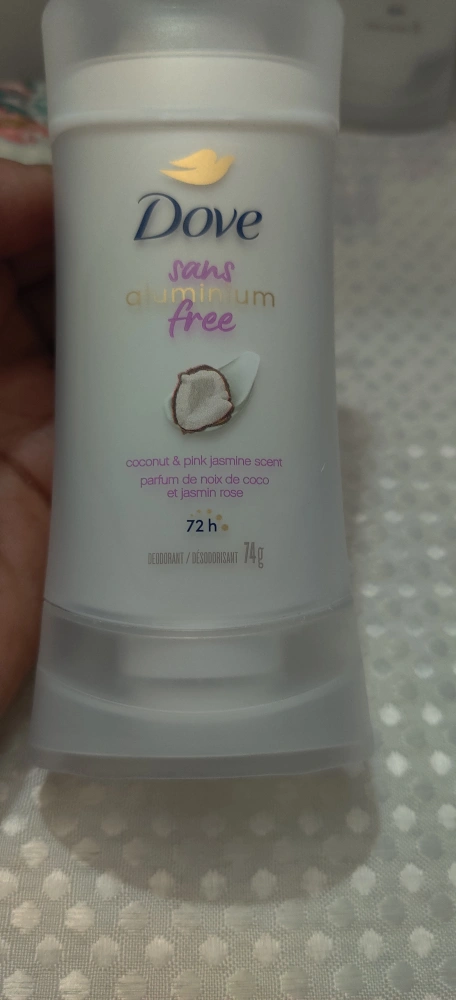 Dove
sans
aluminium
free
coconut & pink jasmine scent
parfum de noix de coco
et jasmin rose
72 h
DEODORANT / DÉSODORISANT 74g